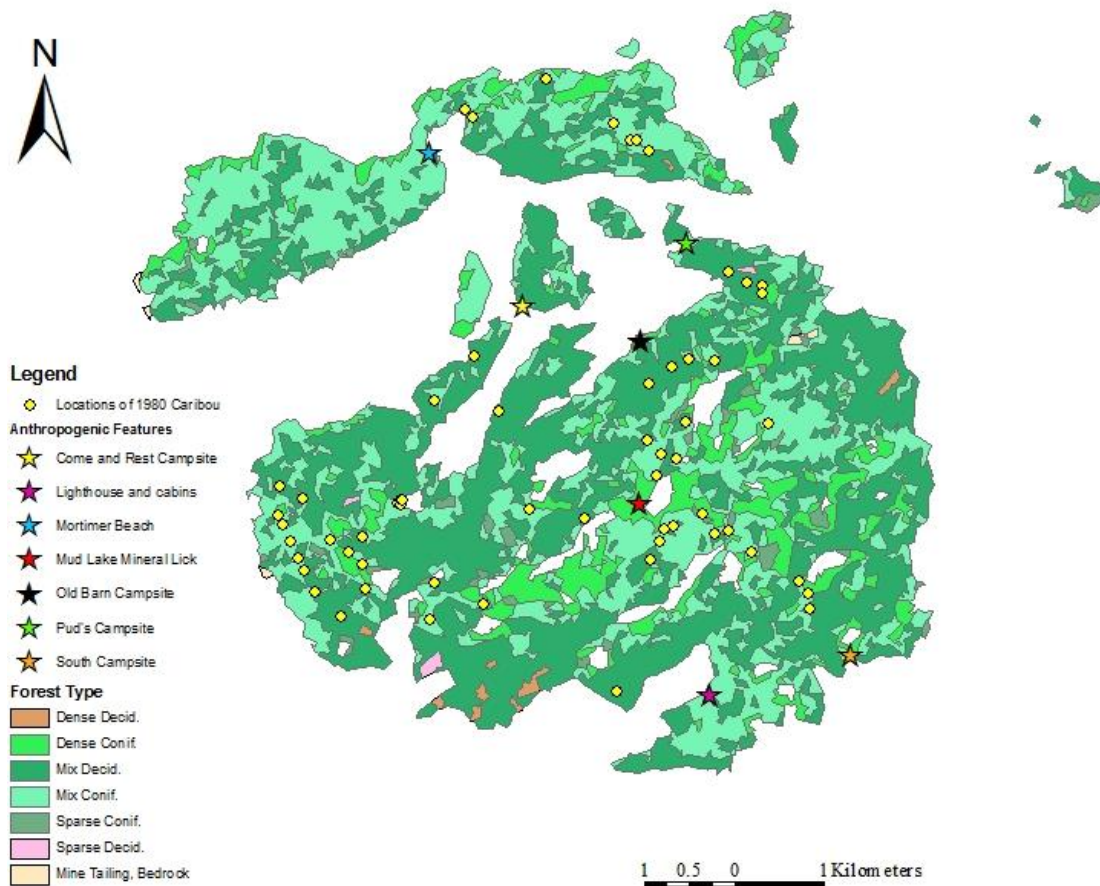 N
Legend
Locations of 1980 Caribou
Anthropogenic Features
Come and Rest Campsite
Lighthouse and cabins
Mortimer Beach
Mud Lake Mineral Lick
Old Barn Campsite
Pud's Campsite
South Campsite
Forest Type
Dense Decid.
Dense Conif.
Mix Decid.
Mix Conif.
Sparse Conif.
Sparse Decid.
Mine Tailing, Bedrook
1 0.5 0 1 Kilometers